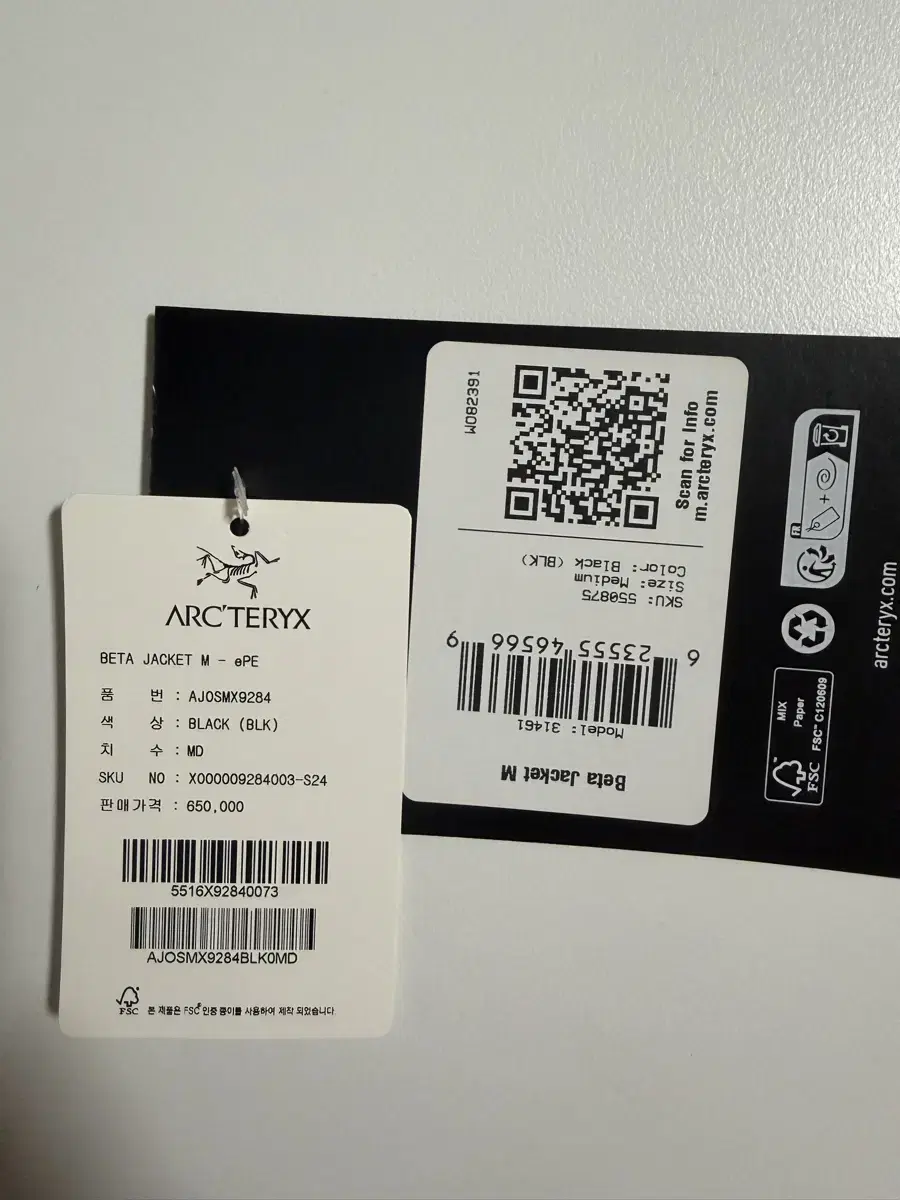 ARC'TERYX
BETA JACKET M - ePE
품 번 : AJOSMX9284
색 상 : BLACK (BLK)
치 수 : MD
SKU NO : X000009284003-S24
판매가격 : 650,000
5516X92840073
AJOSMX9284BLK0MD
FSC 본 제품은 FSC® 인증 종이를 사용하여 제작 되었습니다.
Beta Jacket M
Model: 31461
6 23555 46566 9
SKU: 550875
Size: Medium
Color: Black (BLK)
Scan for Info
m.arcteryx.com
W082391
FR
MIX
Paper
FSC
FSC™ C120609
arcteryx.com